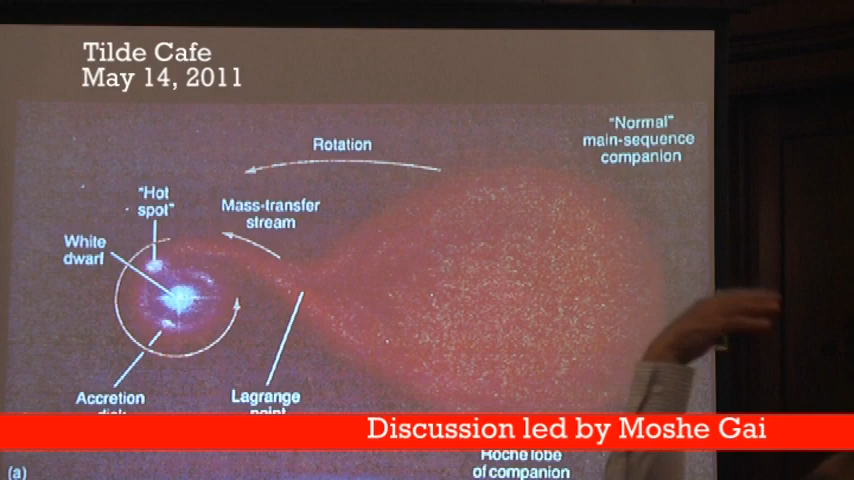 Tilde Cafe
May 14, 2011
"Normal"
main-sequence
companion
Rotation
"Hot
spot"
Mass-transfer
stream
White
dwarf
Accretion
disk
Lagrange
point
Discussion led by Moshe Gai
Roche lobe
of companion
(a)